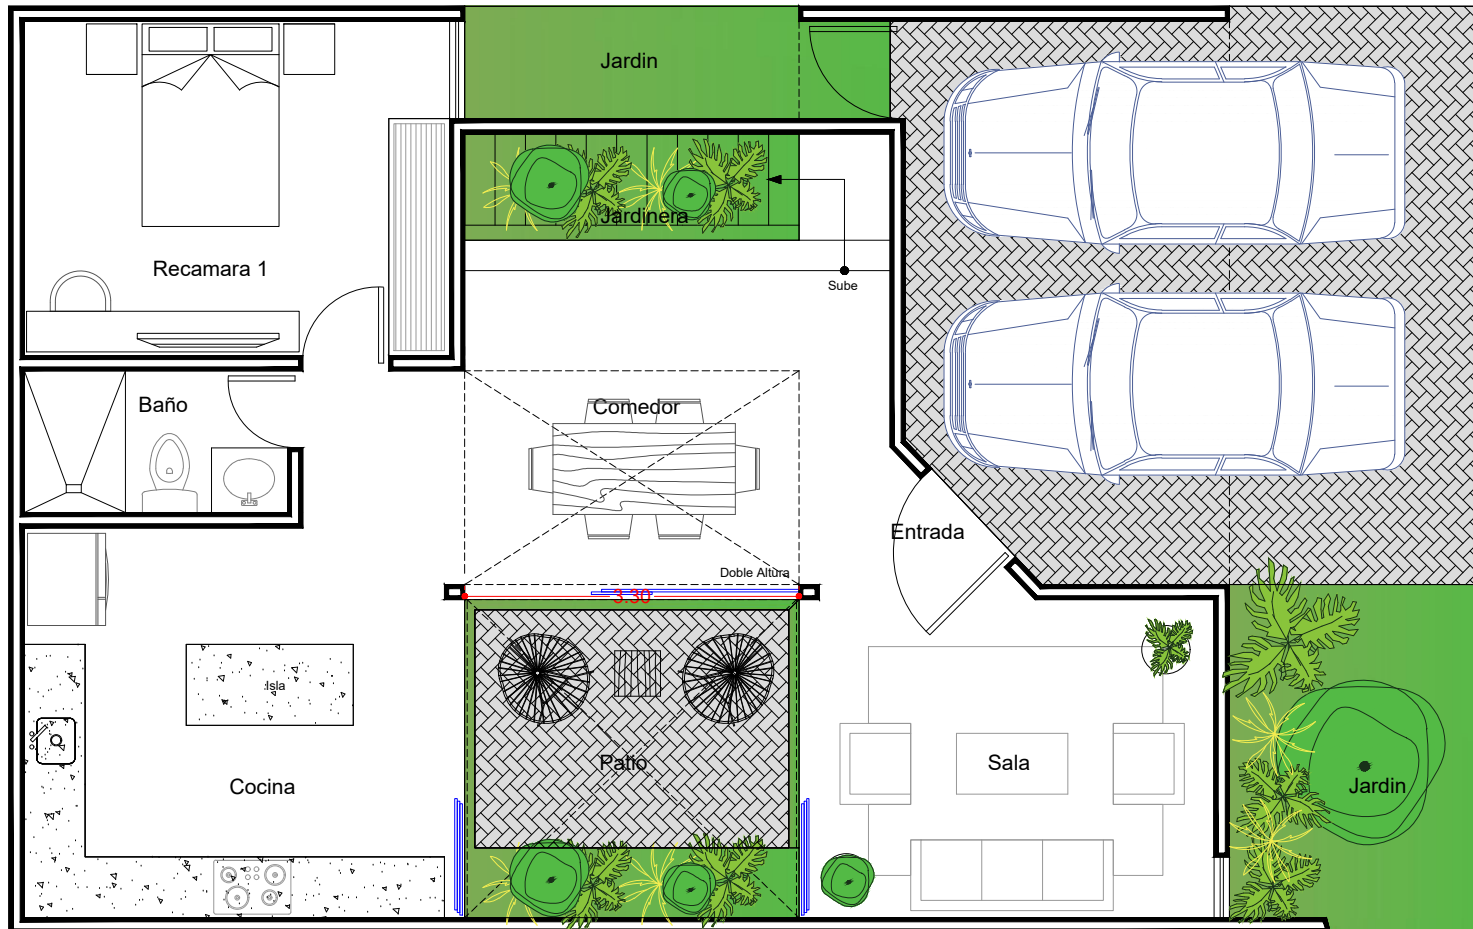 Jardin
Jardinera
Recamara 1
Sube
Baño
Comedor
Entrada
Doble Altura
3.30
Isla
Patio
Sala
Cocina
Jardin